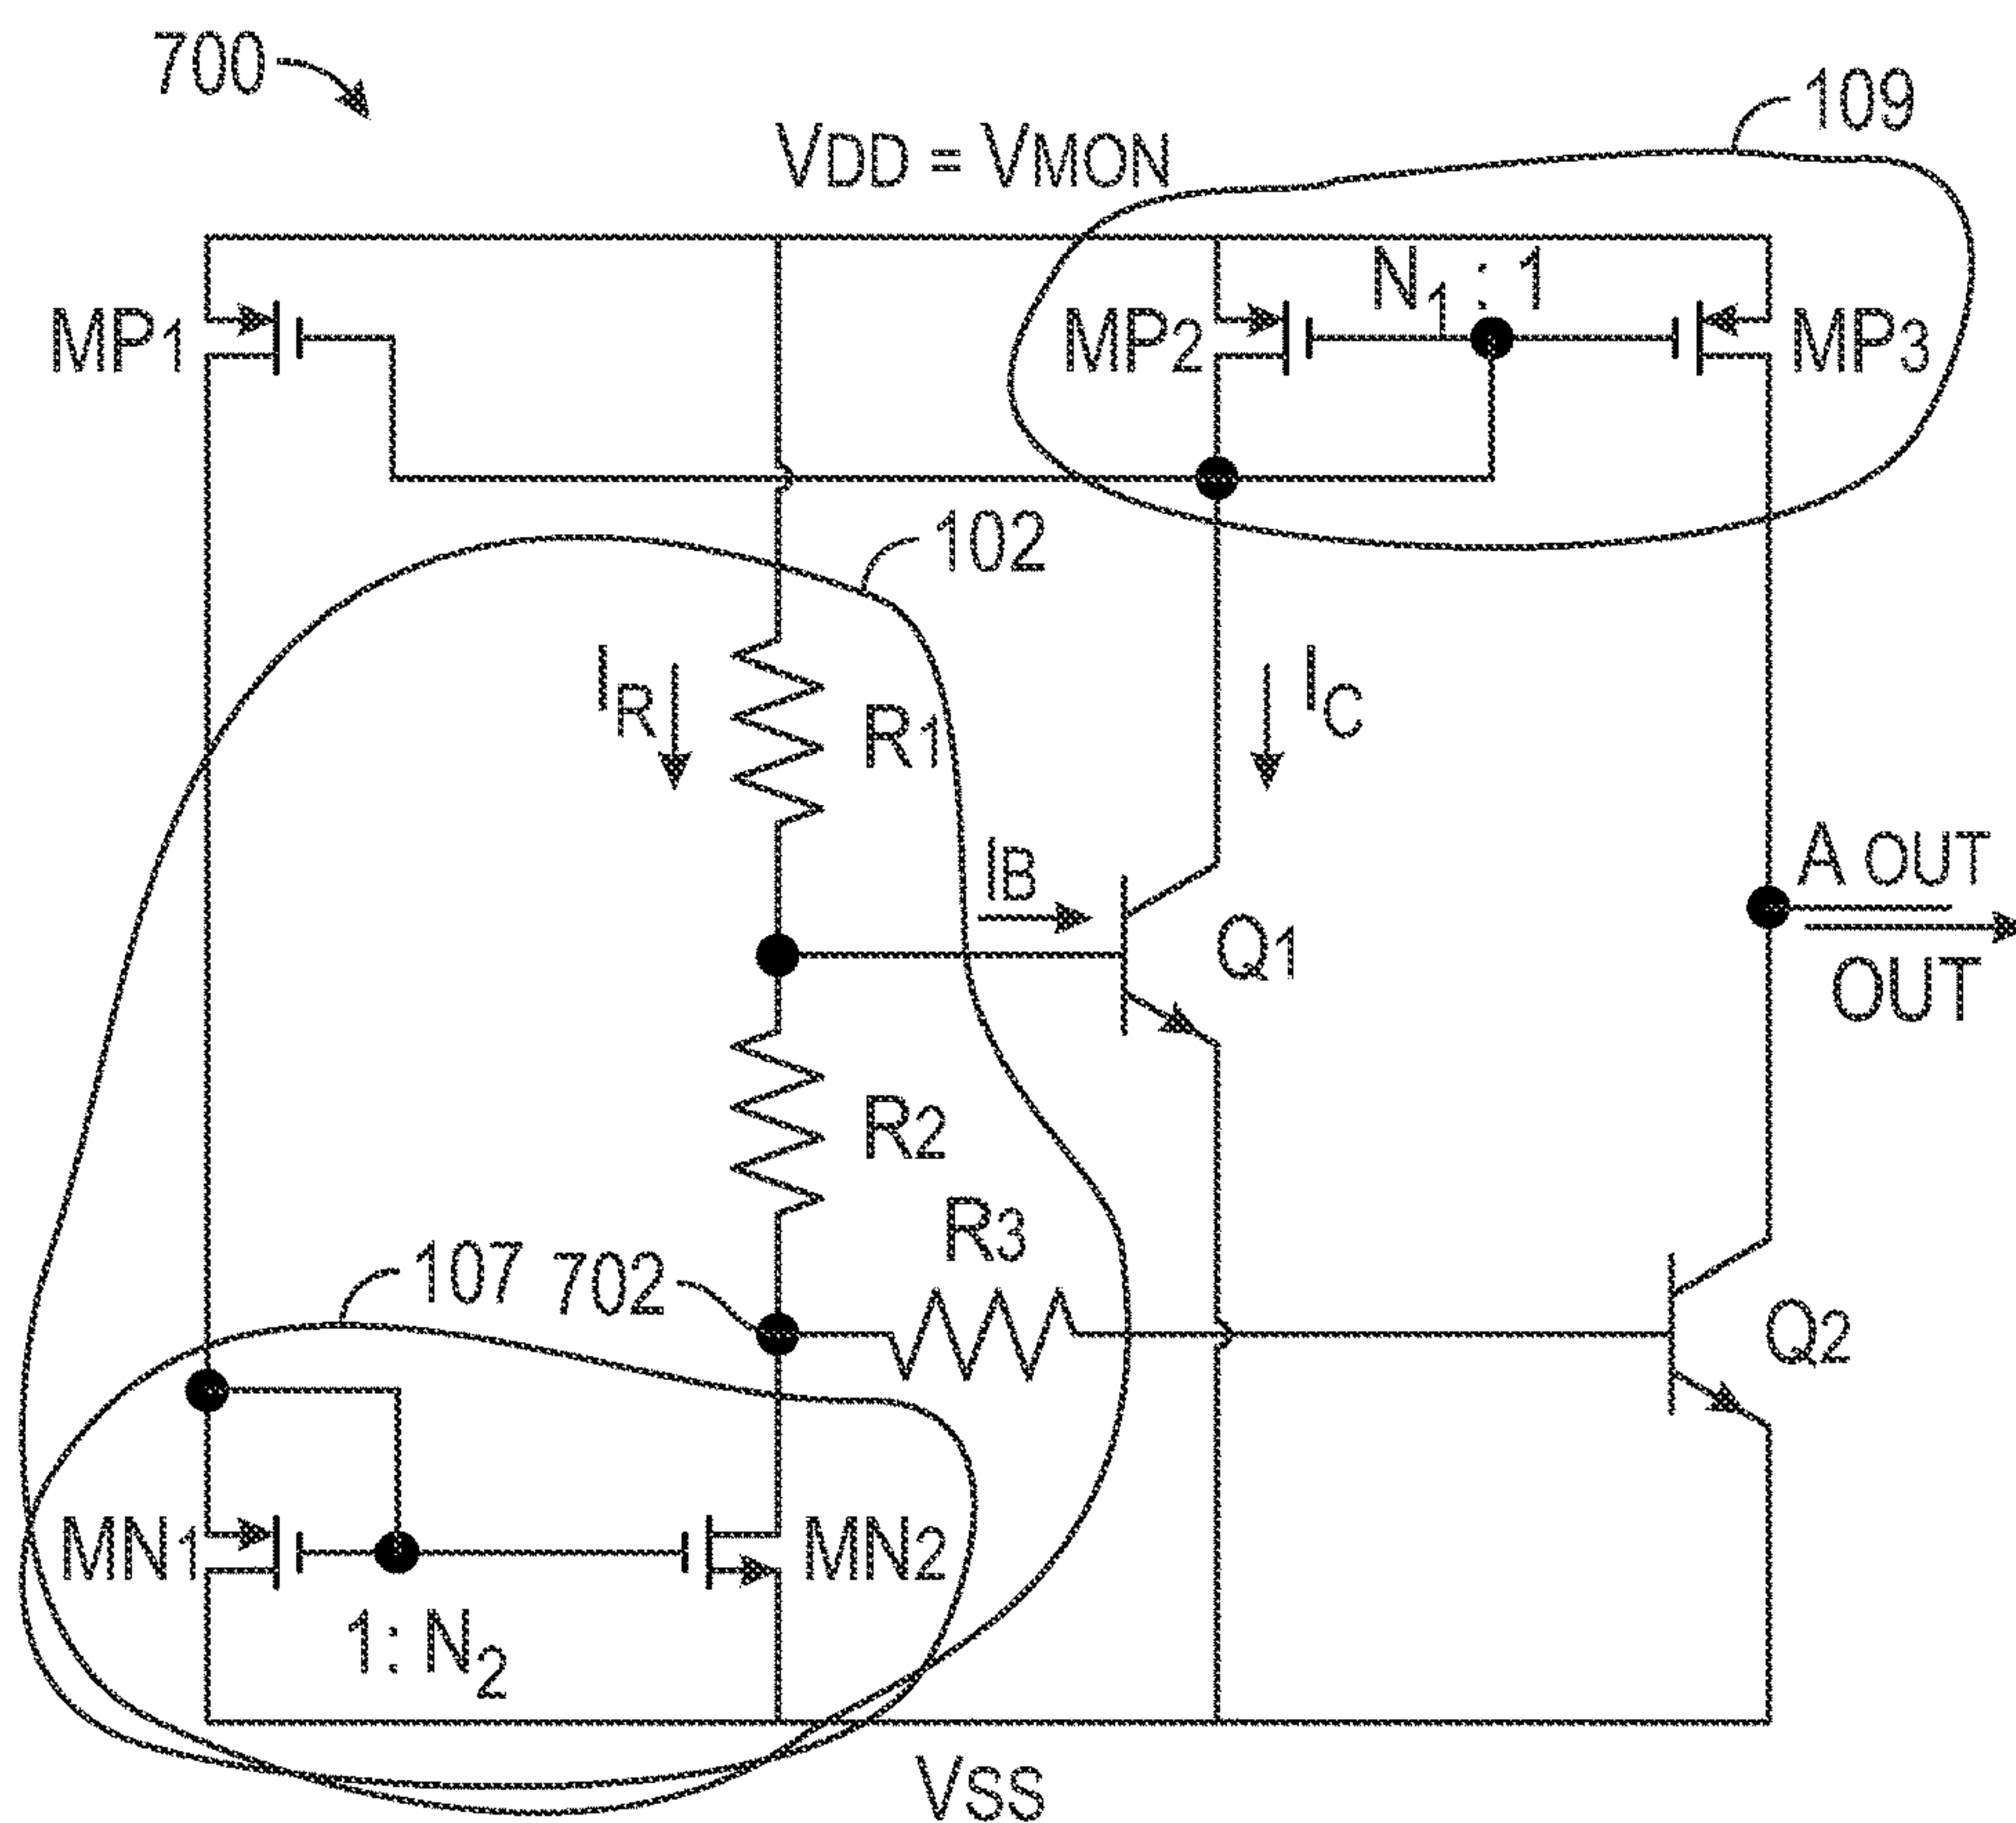 700
109
VDD = VMON
N1 : 1
MP1
MP2
MP3
102
IR
R1
IC
IB
Q1
A OUT
OUT
R2
R3
107
702
Q2
MN1
MN2
1: N2
VSS